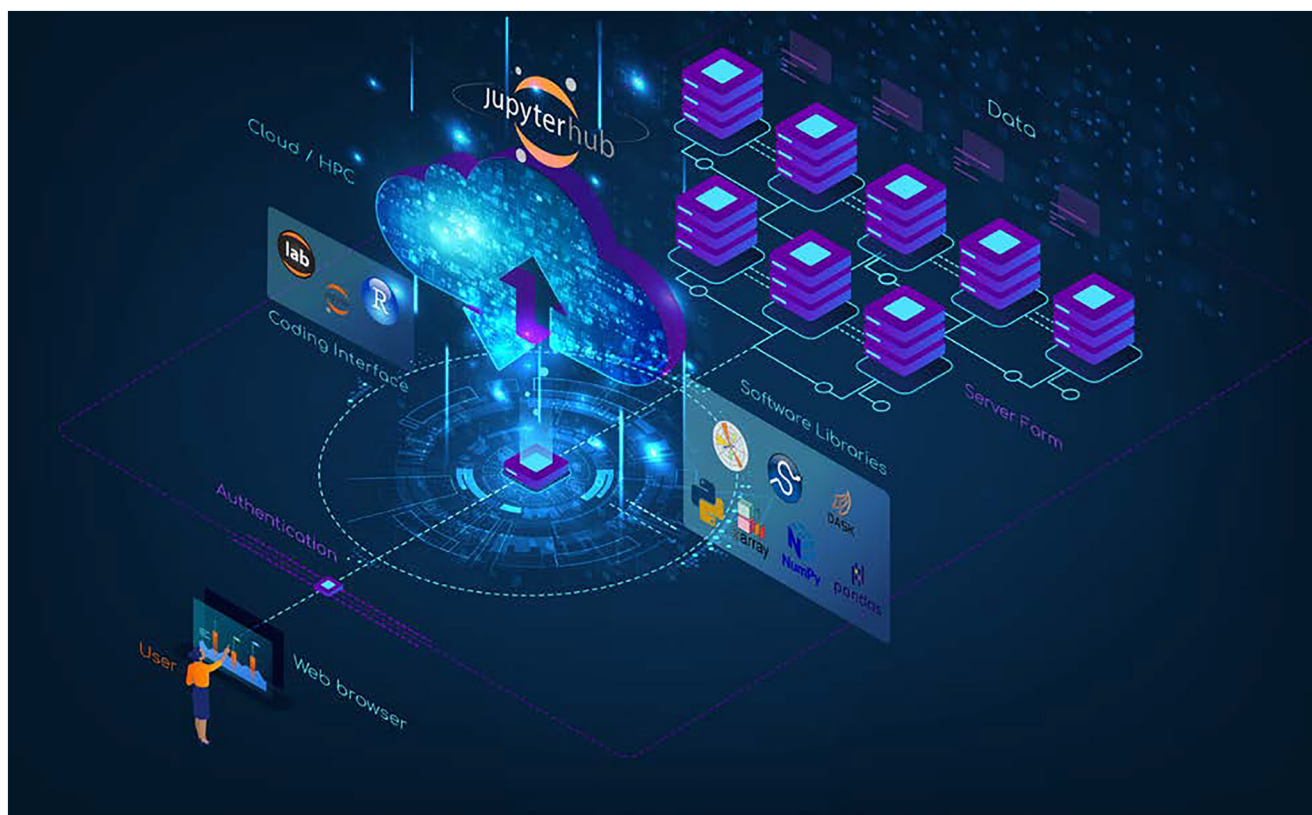 jupyterhub
Cloud / HPC
Data
lab
R
Coding Interface
Software Libraries
Server Farm
DASK
xarray
NumPy
pandas
Authentication
User
Web browser